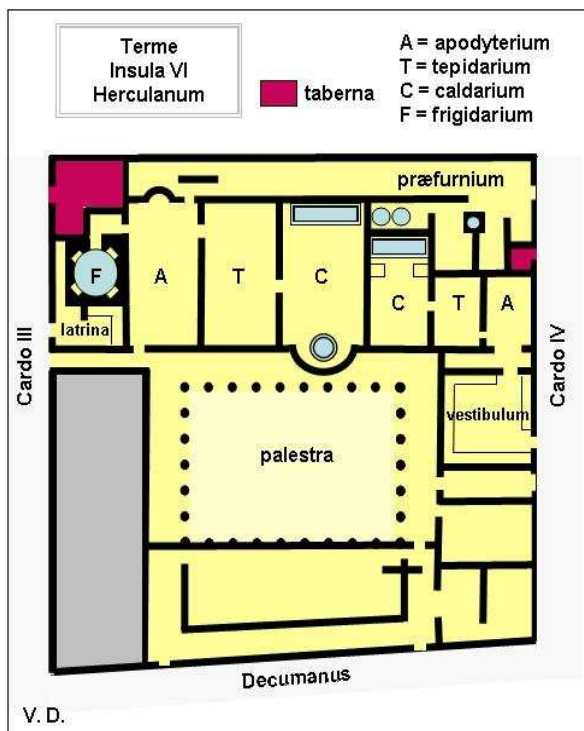 Terme
Insula VI
Herculanum
taberna
A = apodyterium
T = tepidarium
C = caldarium
F = frigidarium
præfurnium
F
A
T
C
C
T
A
latrina
Cardo III
Cardo IV
vestibulum
palestra
Decumanus
V. D.